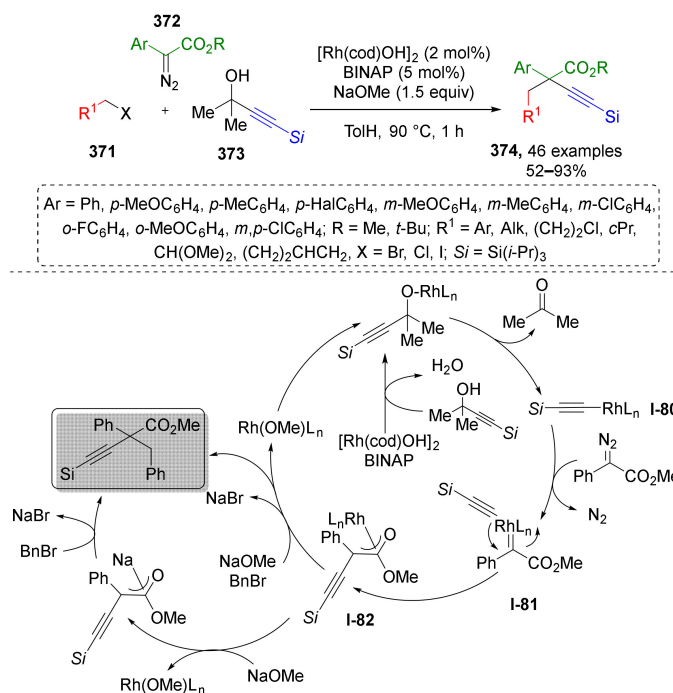 372
Ar
CO2R
N2
OH
R1
X
+
Me
Me
Si
371
373
[Rh(cod)OH]2 (2 mol%)
BINAP (5 mol%)
NaOMe (1.5 equiv)
TolH, 90 °C, 1 h
Ar
CO2R
R1
Si
374, 46 examples
52–93%
Ar = Ph, p-MeOC6H4, p-MeC6H4, p-HalC6H4, m-MeOC6H4, m-MeC6H4, m-ClC6H4,
o-FC6H4, o-MeOC6H4, m,p-ClC6H4; R = Me, t-Bu; R1 = Ar, Alk, (CH2)2Cl, cPr,
CH(OMe)2, (CH2)2CHCH2, X = Br, Cl, I; Si = Si(i-Pr)3
O-RhLn
Me
Me
Si
O
Me
Me
H2O
OH
Me
Me
Si
[Rh(cod)OH]2
BINAP
Si
RhLn
I-80
N2
Ph
CO2Me
N2
Si
RhLn
Ph
CO2Me
I-81
Rh(OMe)Ln
Ph
CO2Me
Ph
Si
NaBr
NaOMe
BnBr
LnRh
Ph
O
OMe
Si
I-82
NaBr
BnBr
Na
Ph
O
OMe
Si
Rh(OMe)Ln
NaOMe